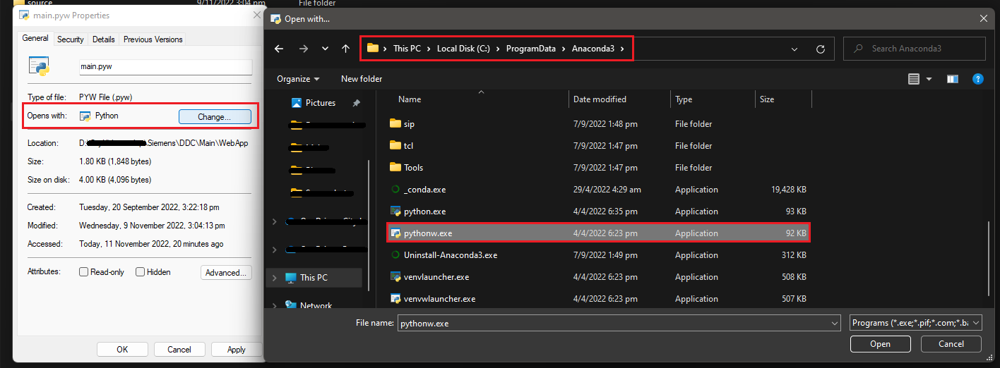 source 9/11/2022 3:04 pm File folder
main.pyw Properties
General Security Details Previous Versions
main.pyw
Type of file: PYW File (.pyw)
Opens with: Python Change...
Location: D:\ \Siemens\DDC\Main\WebApp
Size: 1.80 KB (1,848 bytes)
Size on disk: 4.00 KB (4,096 bytes)
Created: Tuesday, 20 September 2022, 3:22:18 pm
Modified: Wednesday, 9 November 2022, 3:04:13 pm
Accessed: Today, 11 November 2022, 20 minutes ago
Attributes: Read-only Hidden Advanced...
OK Cancel Apply
Open with...
This PC Local Disk (C:) ProgramData Anaconda3
Search Anaconda3
Organize New folder
Pictures
This PC
Network
Name Date modified Type Size
sip 7/9/2022 1:48 pm File folder
tcl 7/9/2022 1:47 pm File folder
Tools 7/9/2022 1:47 pm File folder
_conda.exe 29/4/2022 4:29 am Application 19,428 KB
python.exe 4/4/2022 6:35 pm Application 93 KB
pythonw.exe 4/4/2022 6:23 pm Application 92 KB
Uninstall-Anaconda3.exe 7/9/2022 1:49 pm Application 312 KB
venvlauncher.exe 4/4/2022 6:23 pm Application 508 KB
venvwlauncher.exe 4/4/2022 6:23 pm Application 507 KB
File name: pythonw.exe Programs (*.exe;*.pif;*.com;*.ba
Open Cancel